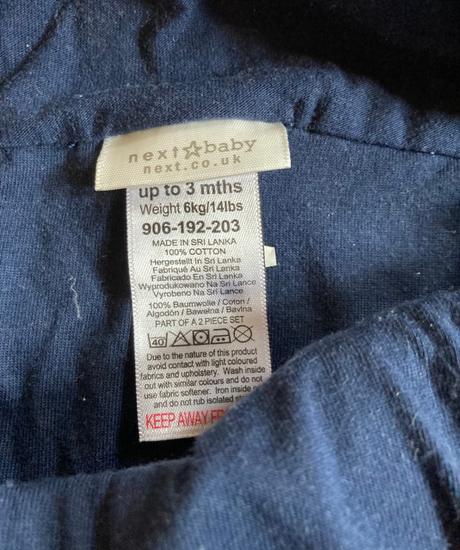 next baby
next.co.uk
up to 3 mths
Weight 6kg/14lbs
906-192-203
MADE IN SRI LANKA
100% COTTON
Hergestellt In Sri Lanka
Fabriqué Au Sri Lanka
Fabricado En Sri Lanka
Wyprodukowano Na Sri Lance
Vyrobeno Na Sri Lance
100% Baumwolle / Coton /
Algodón / Bawełna / Bavlna
PART OF A 2 PIECE SET
40
Due to the nature of this product
avoid contact with light coloured
fabrics and upholstery. Wash inside
out with similar colours and do not
use fabric softener. Iron inside
and do not rub isolated
KEEP AWAY